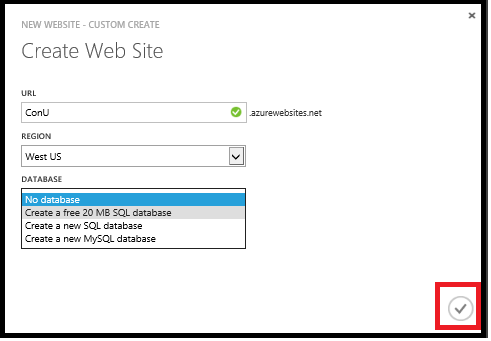 NEW WEBSITE - CUSTOM CREATE
Create Web Site
URL
ConU .azurewebsites.net
REGION
West US
DATABASE
No database
Create a free 20 MB SQL database
Create a new SQL database
Create a new MySQL database